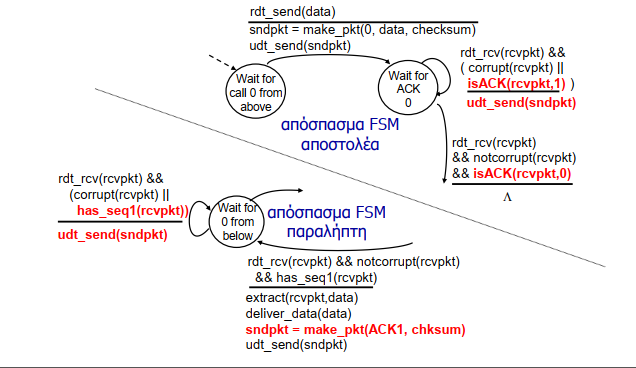 rdt_send(data)
sndpkt = make_pkt(0, data, checksum)
udt_send(sndpkt)
Wait for
call 0 from
above
Wait for
ACK
0
rdt_rcv(rcvpkt) &&
( corrupt(rcvpkt) ||
isACK(rcvpkt,1) )
udt_send(sndpkt)
απόσπασμα FSM
αποστολέα
rdt_rcv(rcvpkt)
&& notcorrupt(rcvpkt)
&& isACK(rcvpkt,0)
Λ
rdt_rcv(rcvpkt) &&
(corrupt(rcvpkt) ||
has_seq1(rcvpkt))
udt_send(sndpkt)
Wait for
0 from
below
απόσπασμα FSM
παραλήπτη
rdt_rcv(rcvpkt) && notcorrupt(rcvpkt)
&& has_seq1(rcvpkt)
extract(rcvpkt,data)
deliver_data(data)
sndpkt = make_pkt(ACK1, chksum)
udt_send(sndpkt)